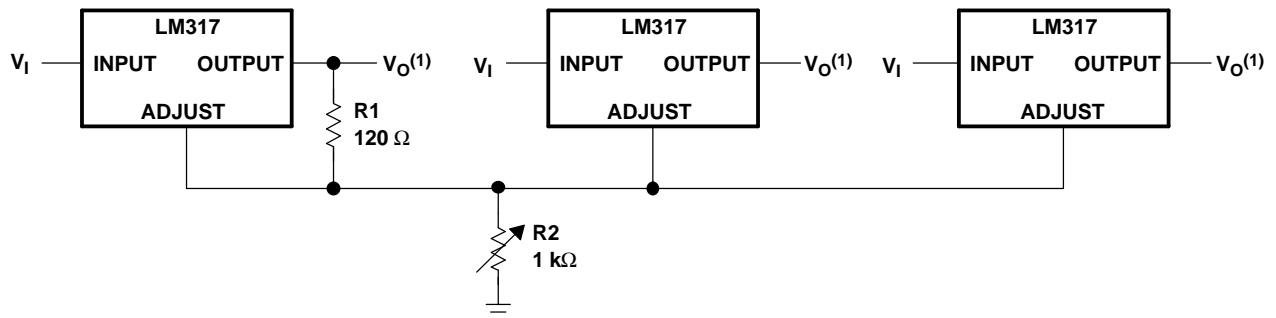 LM317
V_I INPUT OUTPUT V_O(1)
ADJUST
R1
120 Ω
LM317
V_I INPUT OUTPUT V_O(1)
ADJUST
LM317
V_I INPUT OUTPUT V_O(1)
ADJUST
R2
1 kΩ